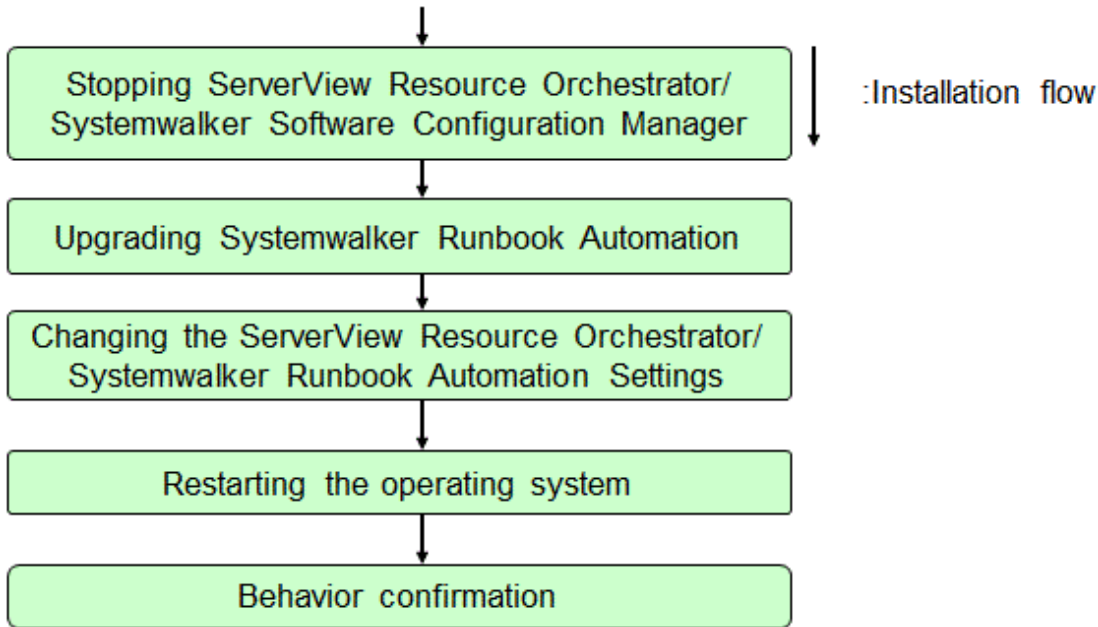 Stopping ServerView Resource Orchestrator/
Systemwalker Software Configuration Manager
:Installation flow
Upgrading Systemwalker Runbook Automation
Changing the ServerView Resource Orchestrator/
Systemwalker Runbook Automation Settings
Restarting the operating system
Behavior confirmation